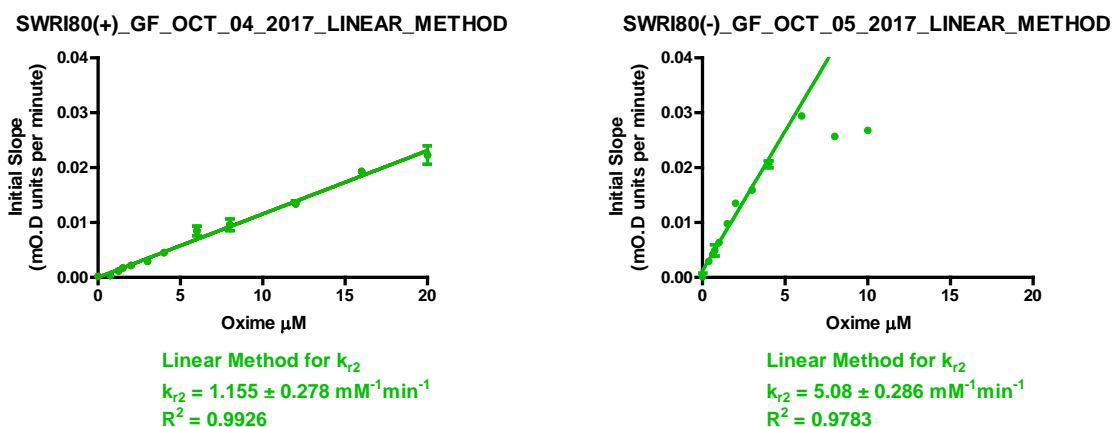 SWRI80(+)_GF_OCT_04_2017_LINEAR_METHOD
Initial Slope
(mO.D units per minute)
0.04
0.03
0.02
0.01
0.00
0
5
10
15
20
Oxime μM
Linear Method for kr2
kr2 = 1.155 ± 0.278 mM-1min-1
R2 = 0.9926
SWRI80(-)_GF_OCT_05_2017_LINEAR_METHOD
Initial Slope
(mO.D units per minute)
0.04
0.03
0.02
0.01
0.00
0
5
10
15
20
Oxime μM
Linear Method for kr2
kr2 = 5.08 ± 0.286 mM-1min-1
R2 = 0.9783